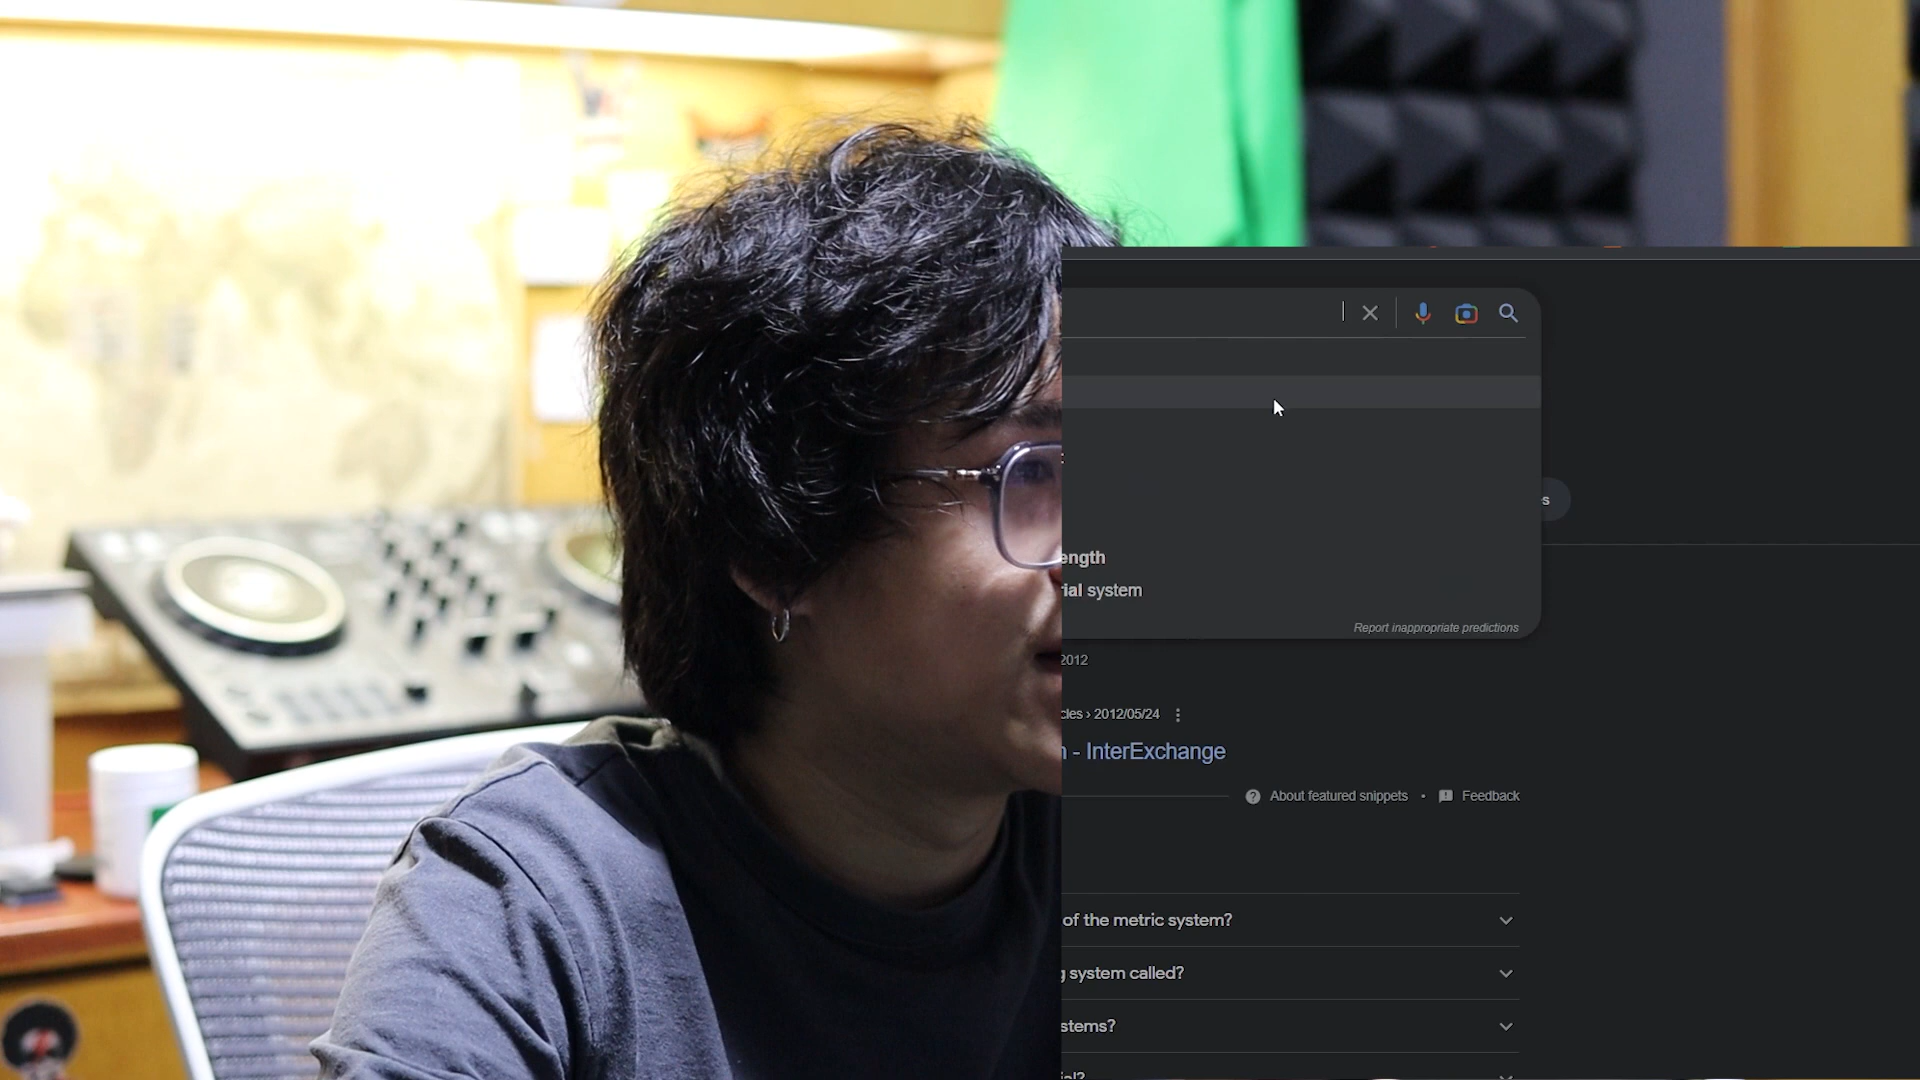 s
ength
ial system
Report inappropriate predictions
2012
cles › 2012/05/24
- InterExchange
About featured snippets • Feedback
of the metric system?
g system called?
stems?
ial?